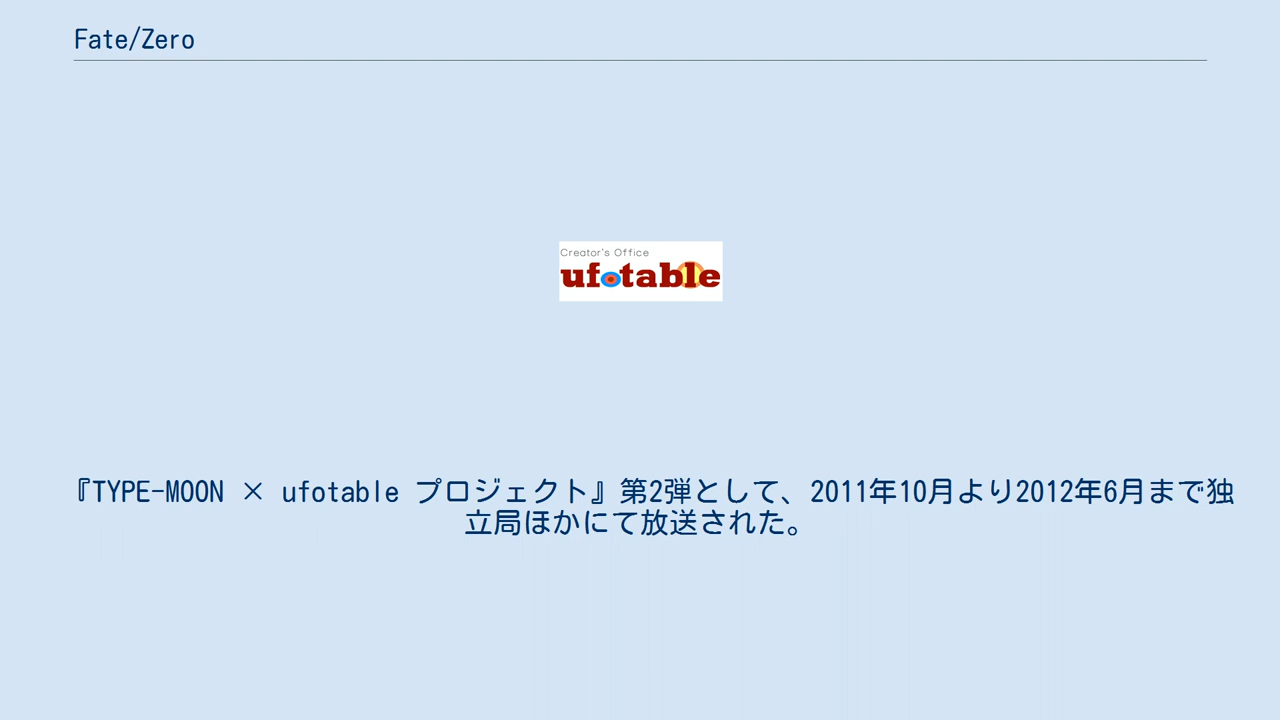 Fate/Zero
Creator's Office
ufotable
『TYPE-MOON × ufotable プロジェクト』第2弾として、2011年10月より2012年6月まで独
立局ほかにて放送された。